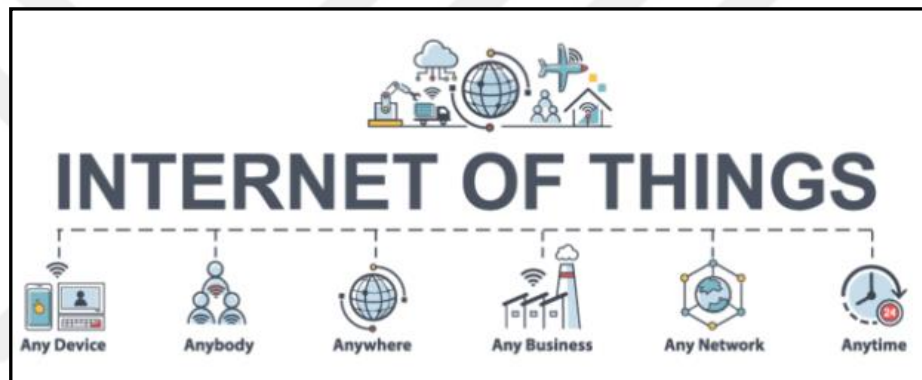 INTERNET OF THINGS
Any Device Anybody Anywhere Any Business Any Network Anytime
24